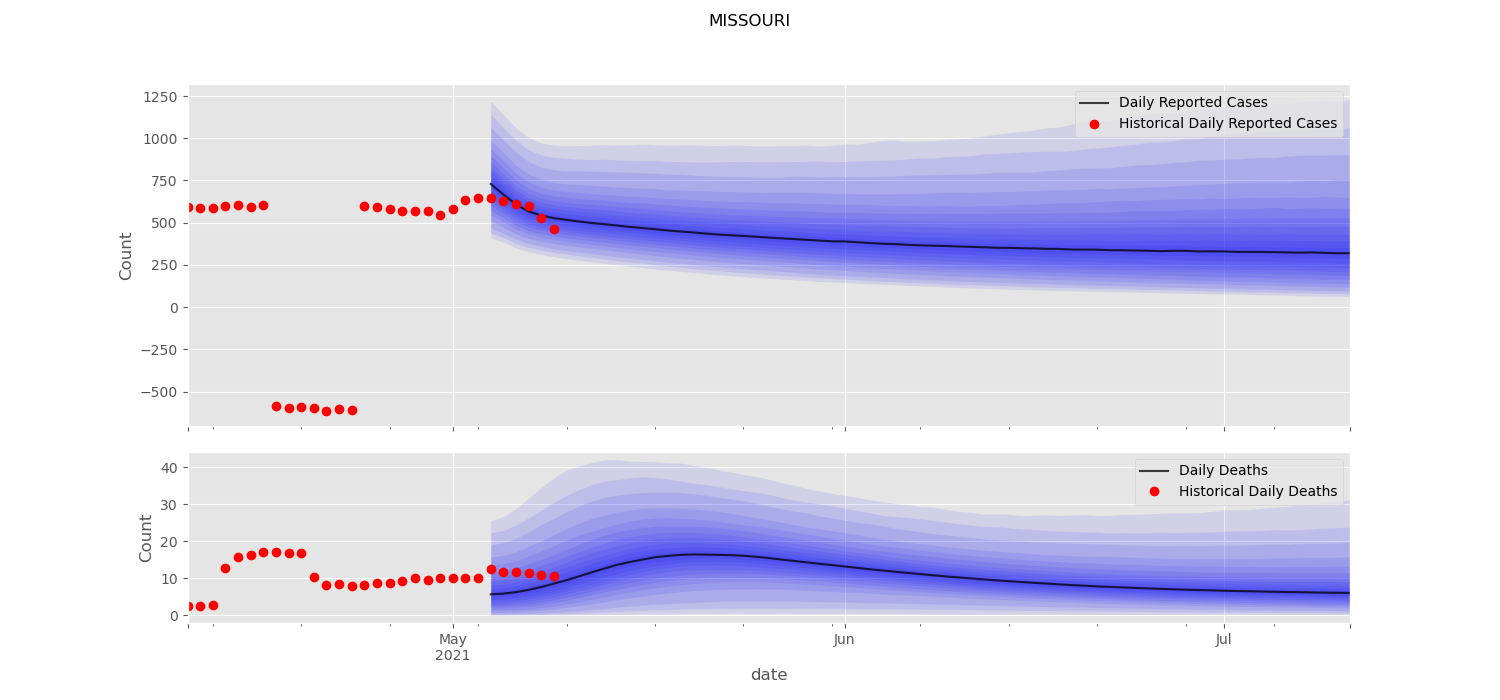 MISSOURI
1250
1000
750
500
250
0
−250
−500
Count
Daily Reported Cases
Historical Daily Reported Cases
40
30
20
10
0
Count
Daily Deaths
Historical Daily Deaths
May
2021
Jun
Jul
date